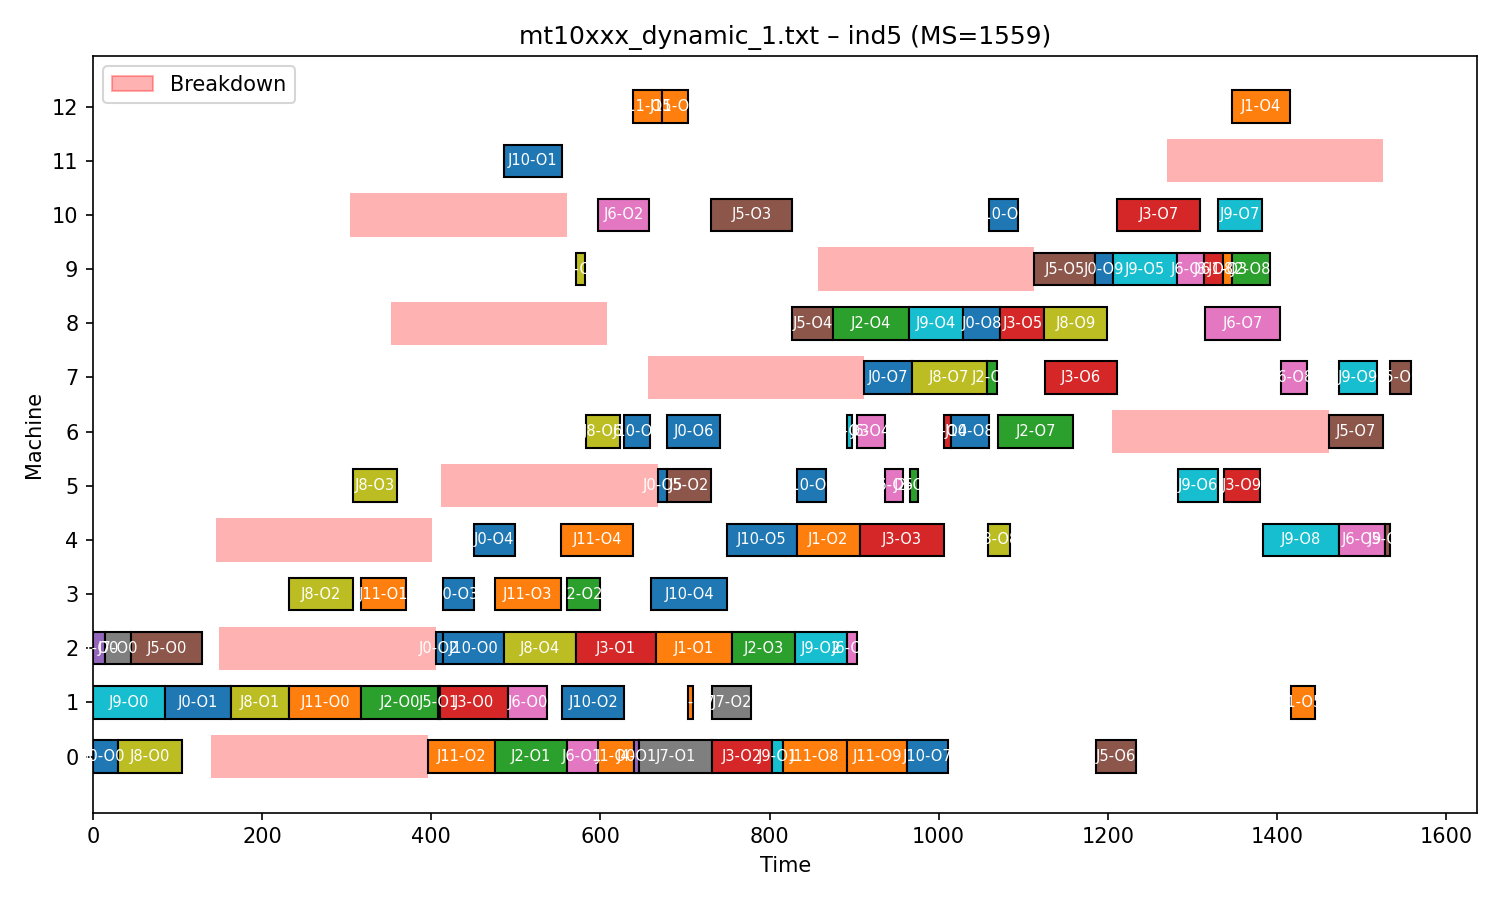 mt10xxx_dynamic_1.txt – ind5 (MS=1559)
Breakdown
Machine
12 J1-O4
11 J10-O1
10 J6-O2 J5-O3 J3-O7 J9-O7
9 J5-O5 J0-O9 J9-O5
8 J5-O4 J2-O4 J9-O4 J0-O8 J3-O5 J8-O9 J6-O7
7 J0-O7 J8-O7 J3-O6 J9-O9
6 J0-O6 J2-O7 J5-O7
5 J8-O3 J5-O2 J9-O6 J3-O9
4 J0-O4 J11-O4 J10-O5 J1-O2 J3-O3 J9-O8
3 J8-O2 J11-O1 J11-O3 J10-O4
2 J5-O0 J10-O0 J8-O4 J3-O1 J1-O1 J2-O3
1 J9-O0 J0-O1 J8-O1 J11-O0 J2-O0 J3-O0 J6-O0 J10-O2 J7-O2
0 J8-O0 J11-O2 J2-O1 J6-O1 J7-O1 J3-O2 J11-O8 J11-O9 J10-O7 J5-O6
0 200 400 600 800 1000 1200 1400 1600
Time